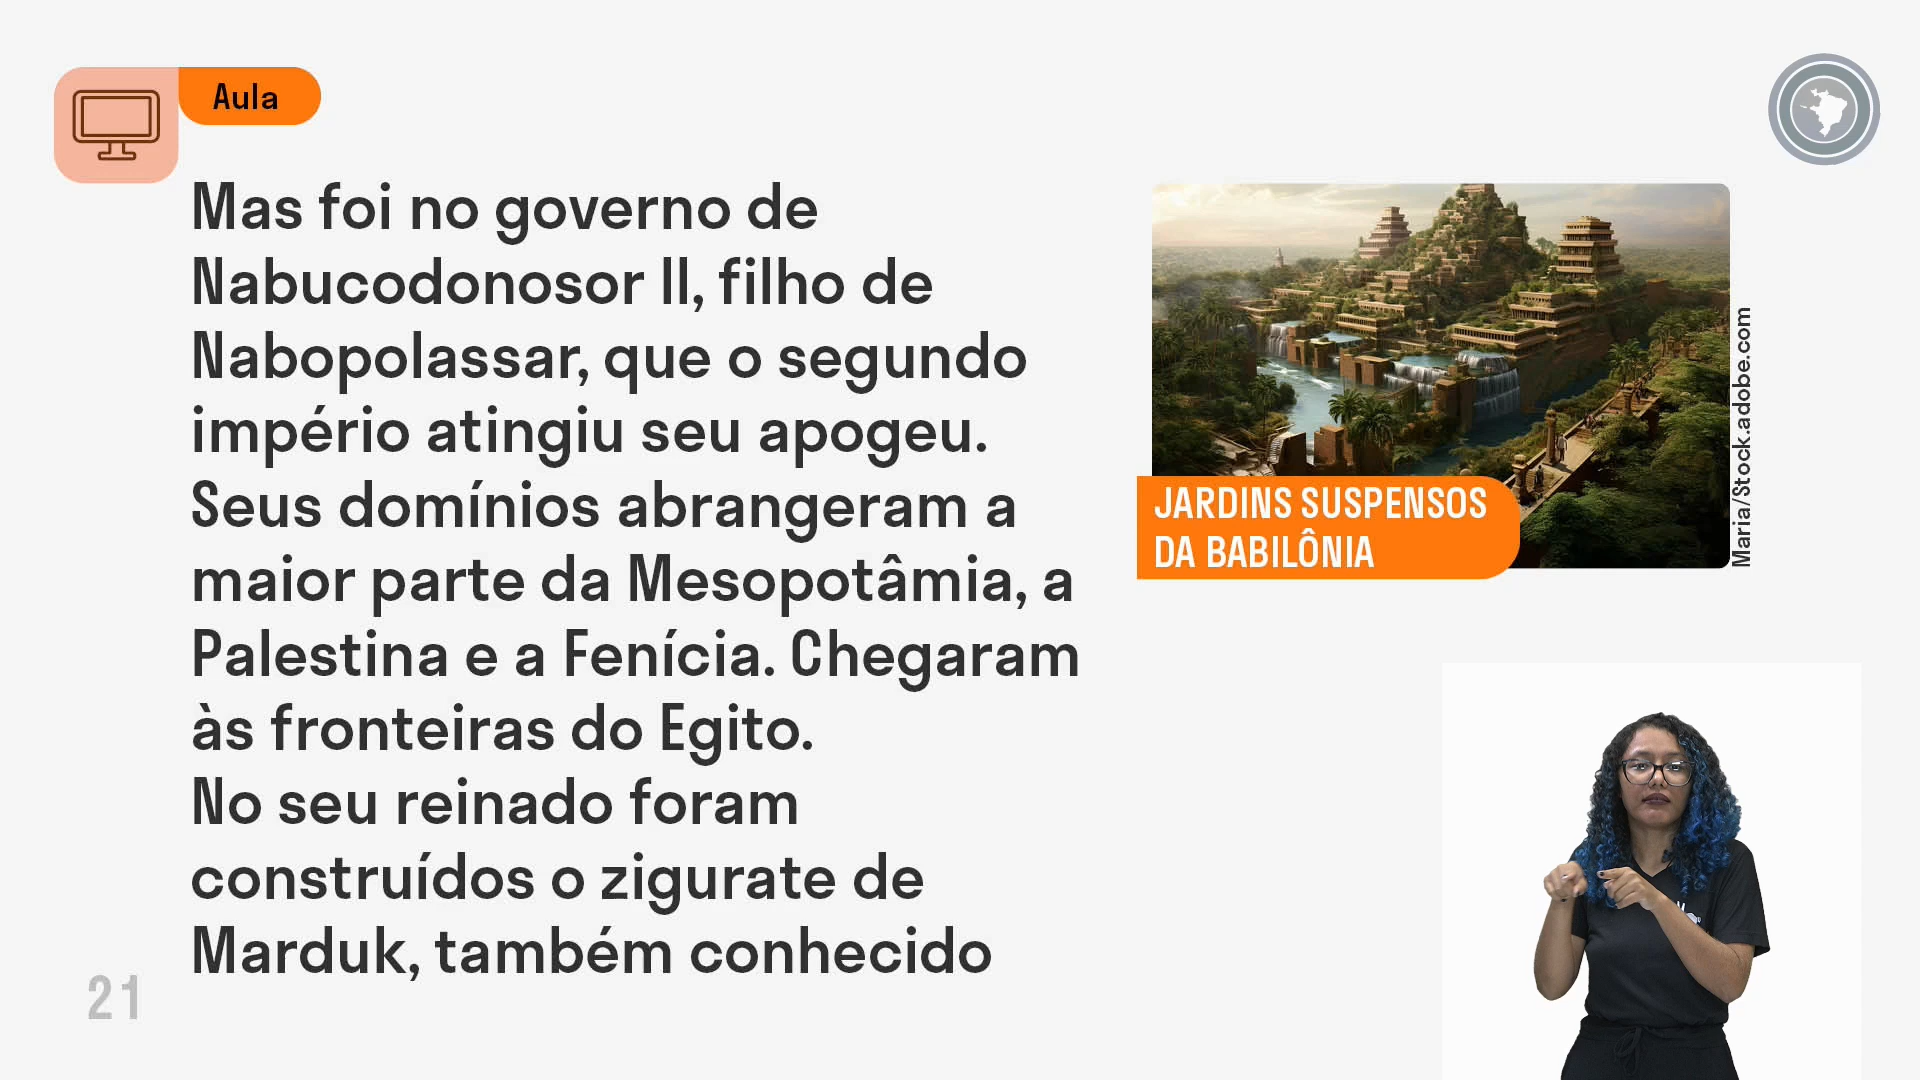 Aula
Mas foi no governo de
Nabucodonosor II, filho de
Nabopolassar, que o segundo
império atingiu seu apogeu.
Seus domínios abrangeram a
maior parte da Mesopotâmia, a
Palestina e a Fenícia. Chegaram
às fronteiras do Egito.
No seu reinado foram
construídos o zigurate de
Marduk, também conhecido
JARDINS SUSPENSOS
DA BABILÔNIA
Maria/Stock.adobe.com
21